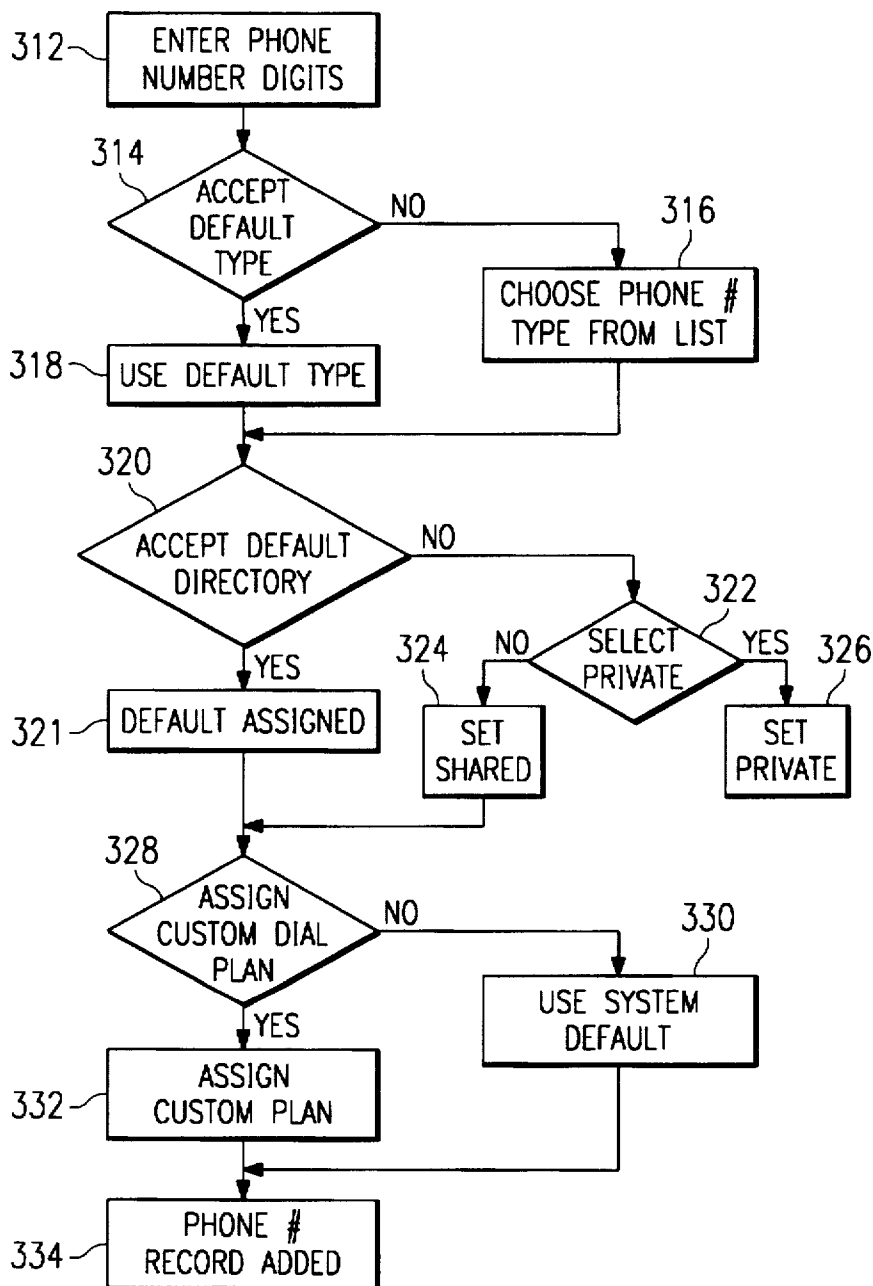 312
ENTER PHONE
NUMBER DIGITS
314
ACCEPT
DEFAULT
TYPE
NO
316
CHOOSE PHONE #
TYPE FROM LIST
YES
318
USE DEFAULT TYPE
320
ACCEPT DEFAULT
DIRECTORY
NO
322
SELECT
PRIVATE
NO
YES
324
326
YES
321
DEFAULT ASSIGNED
SET
SHARED
SET
PRIVATE
328
ASSIGN
CUSTOM DIAL
PLAN
NO
330
USE SYSTEM
DEFAULT
YES
332
ASSIGN
CUSTOM PLAN
334
PHONE #
RECORD ADDED